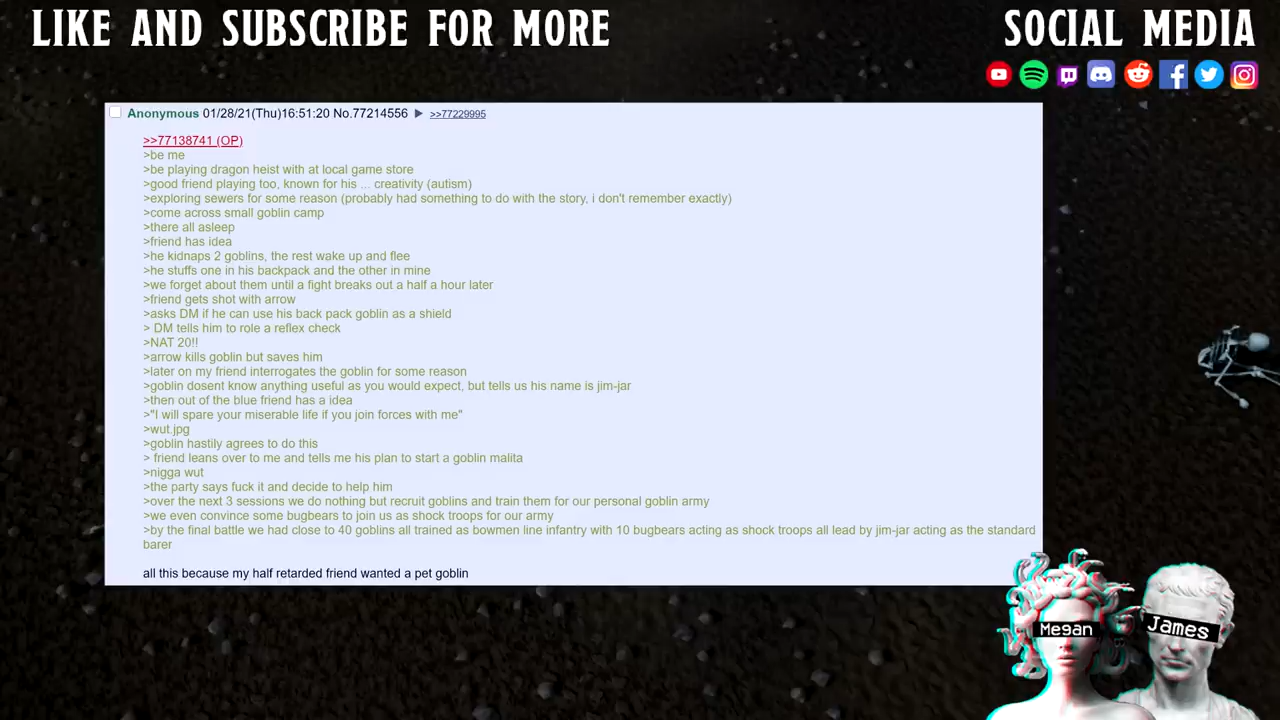 LIKE AND SUBSCRIBE FOR MORE
SOCIAL MEDIA
Anonymous 01/28/21(Thu)16:51:20 No.77214556 ▶ >>77229995
>>77138741 (OP)
>be me
>be playing dragon heist with at local game store
>good friend playing too, known for his ... creativity (autism)
>exploring sewers for some reason (probably had something to do with the story, i don't remember exactly)
>come across small goblin camp
>there all asleep
>friend has idea
>he kidnaps 2 goblins, the rest wake up and flee
>he stuffs one in his backpack and the other in mine
>we forget about them until a fight breaks out a half a hour later
>friend gets shot with arrow
>asks DM if he can use his back pack goblin as a shield
> DM tells him to role a reflex check
>NAT 20!!
>arrow kills goblin but saves him
>later on my friend interrogates the goblin for some reason
>goblin dosent know anything useful as you would expect, but tells us his name is jim-jar
>then out of the blue friend has a idea
>"I will spare your miserable life if you join forces with me"
>wut.jpg
>goblin hastily agrees to do this
> friend leans over to me and tells me his plan to start a goblin malita
>nigga wut
>the party says fuck it and decide to help him
>over the next 3 sessions we do nothing but recruit goblins and train them for our personal goblin army
>we even convince some bugbears to join us as shock troops for our army
>by the final battle we had close to 40 goblins all trained as bowmen line infantry with 10 bugbears acting as shock troops all lead by jim-jar acting as the standard
barer
all this because my half retarded friend wanted a pet goblin
Megan
James